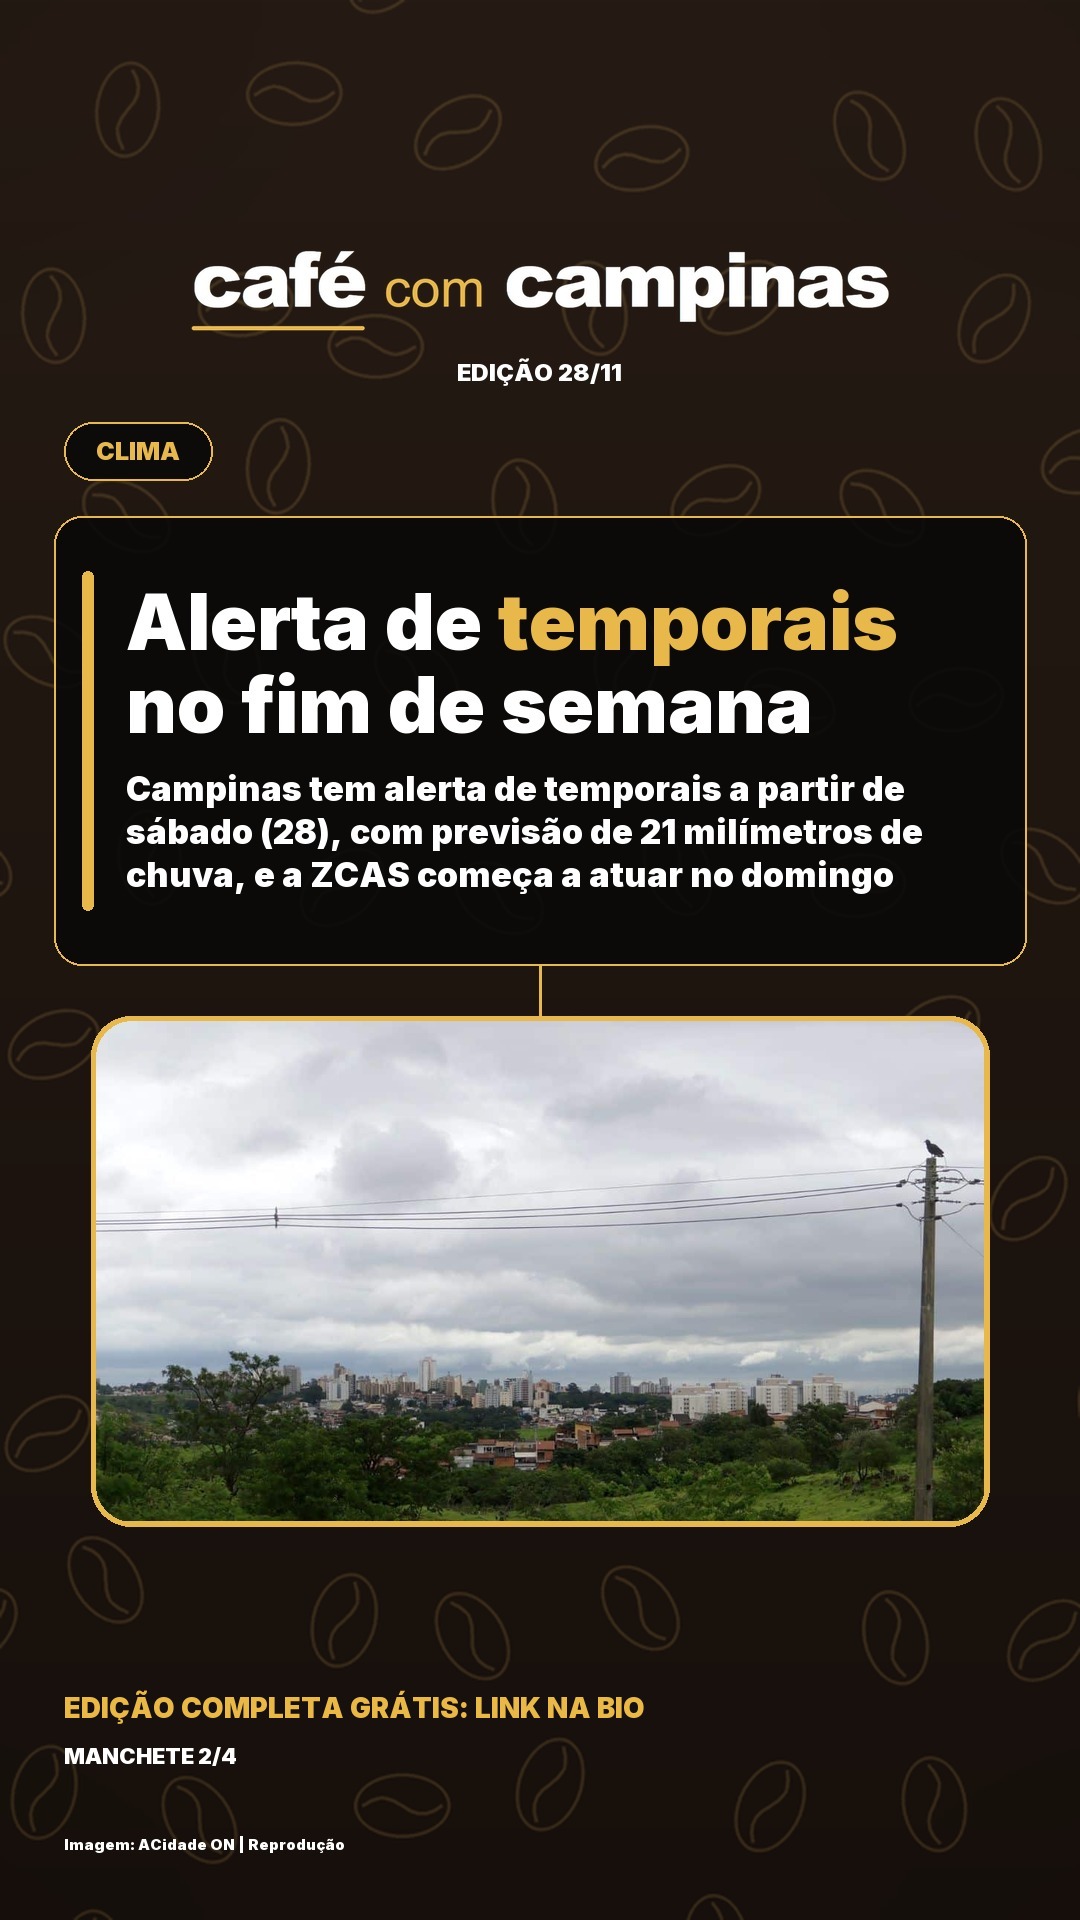 café com campinas
EDIÇÃO 28/11
CLIMA
Alerta de temporais
no fim de semana
Campinas tem alerta de temporais a partir de
sábado (28), com previsão de 21 milímetros de
chuva, e a ZCAS começa a atuar no domingo
EDIÇÃO COMPLETA GRÁTIS: LINK NA BIO
MANCHETE 2/4
Imagem: ACidade ON | Reprodução